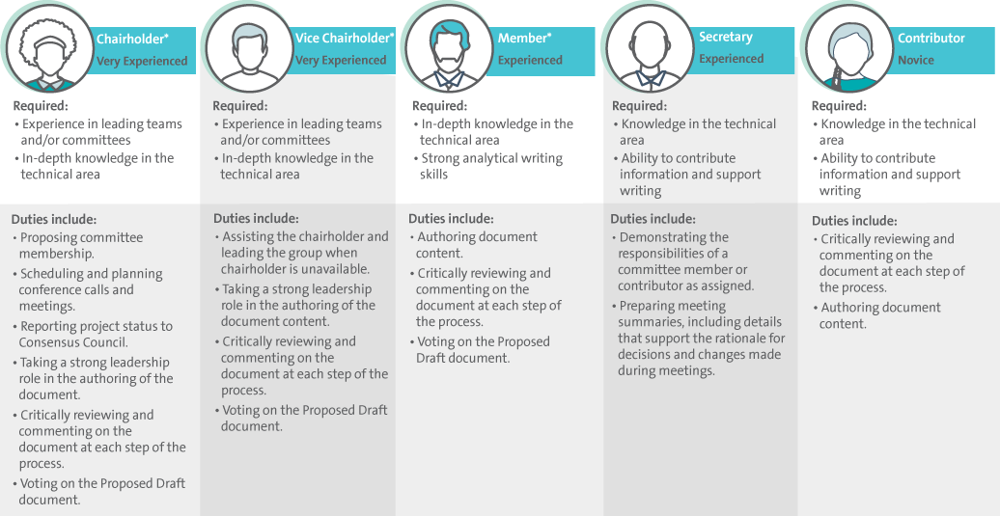 Chairholder*
Very Experienced
Required:
• Experience in leading teams
and/or committees
• In-depth knowledge in the
technical area
Duties include:
• Proposing committee
membership.
• Scheduling and planning
conference calls and
meetings.
• Reporting project status to
Consensus Council.
• Taking a strong leadership
role in the authoring of the
document.
• Critically reviewing and
commenting on the
document at each step of the
process.
• Voting on the Proposed Draft
document.
Vice Chairholder*
Very Experienced
Required:
• Experience in leading teams
and/or committees
• In-depth knowledge in the
technical area
Duties include:
• Assisting the chairholder and
leading the group when
chairholder is unavailable.
• Taking a strong leadership
role in the authoring of the
document content.
• Critically reviewing and
commenting on the
document at each step of the
process.
• Voting on the Proposed Draft
document.
Member*
Experienced
Required:
• In-depth knowledge in the
technical area
• Strong analytical writing
skills
Duties include:
• Authoring document
content.
• Critically reviewing and
commenting on the
document at each step of
the process.
• Voting on the Proposed
Draft document.
Secretary
Experienced
Required:
• Knowledge in the technical
area
• Ability to contribute
information and support
writing
Duties include:
• Demonstrating the
responsibilities of a
committee member or
contributor as assigned.
• Preparing meeting
summaries, including details
that support the rationale for
decisions and changes made
during meetings.
Contributor
Novice
Required:
• Knowledge in the technical
area
• Ability to contribute
information and support
writing
Duties include:
• Critically reviewing and
commenting on the
document at each step of
the process.
• Authoring document
content.